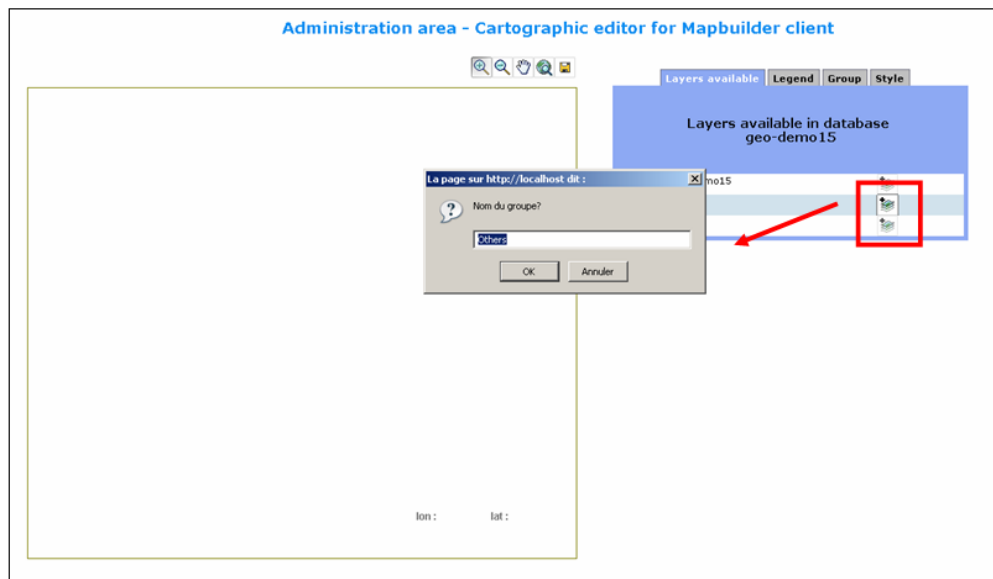 Administration area - Cartographic editor for Mapbuilder client
Layers available Legend Group Style
Layers available in database
geo-demo15
mo15
La page sur http://localhost dit :
Nom du groupe?
Others
OK Annuler
lon : lat :